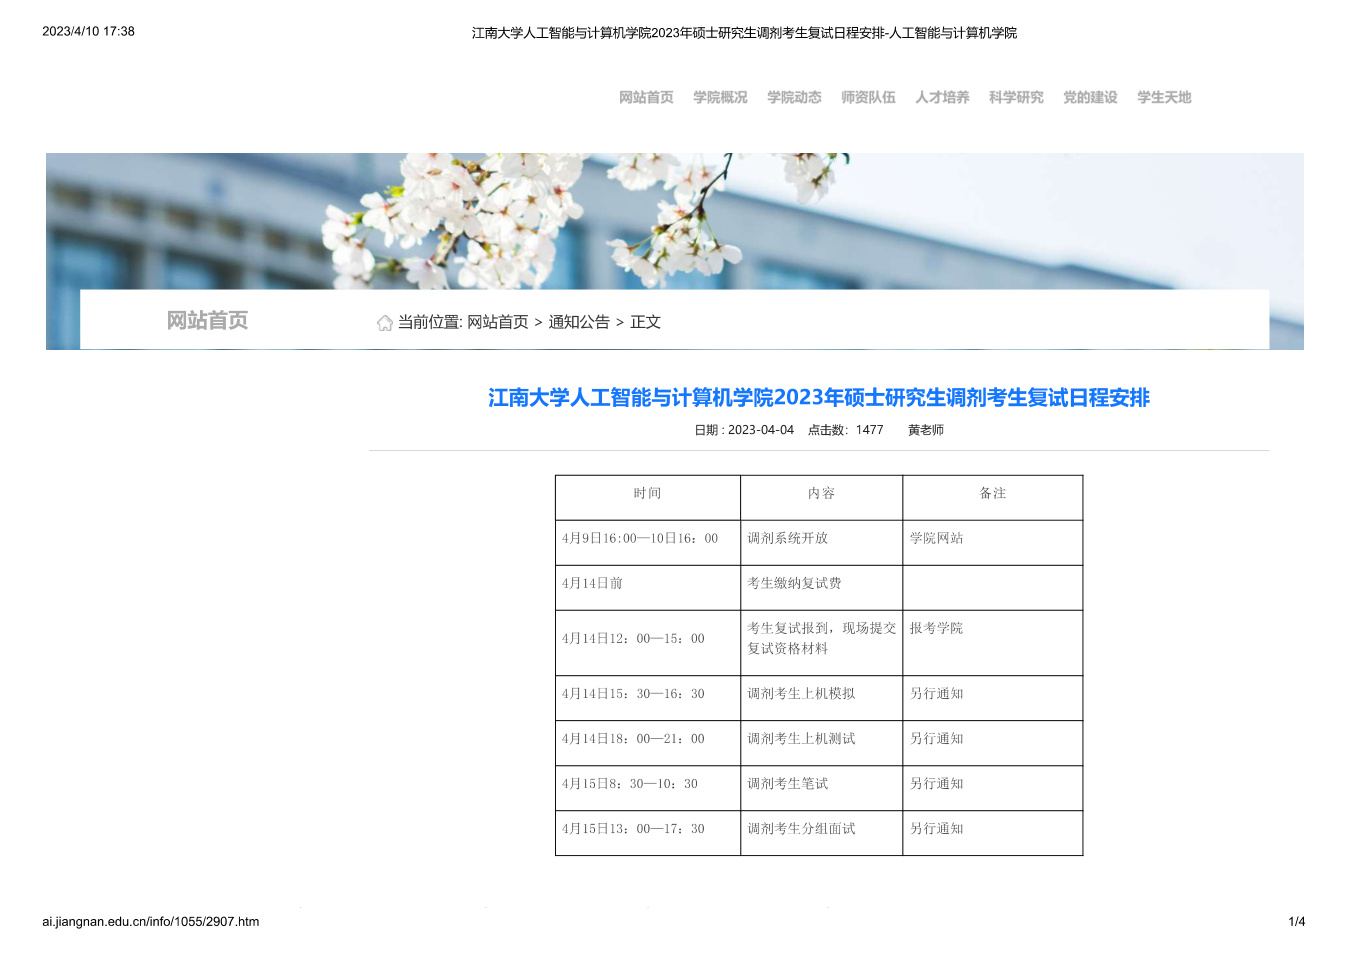 2023/4/10 17:38
江南大学人工智能与计算机学院2023年硕士研究生调剂考生复试日程安排-人工智能与计算机学院
网站首页 学院概况 学院动态 师资队伍 人才培养 科学研究 党的建设 学生天地
网站首页
当前位置: 网站首页 > 通知公告 > 正文
江南大学人工智能与计算机学院2023年硕士研究生调剂考生复试日程安排
日期 : 2023-04-04 点击数：1477 黄老师
时间 内容 备注
4月9日16:00—10日16：00 调剂系统开放 学院网站
4月14日前 考生缴纳复试费
4月14日12：00—15：00 考生复试报到，现场提交 报考学院
复试资格材料
4月14日15：30—16：30 调剂考生上机模拟 另行通知
4月14日18：00—21：00 调剂考生上机测试 另行通知
4月15日8：30—10：30 调剂考生笔试 另行通知
4月15日13：00—17：30 调剂考生分组面试 另行通知
ai.jiangnan.edu.cn/info/1055/2907.htm
1/4